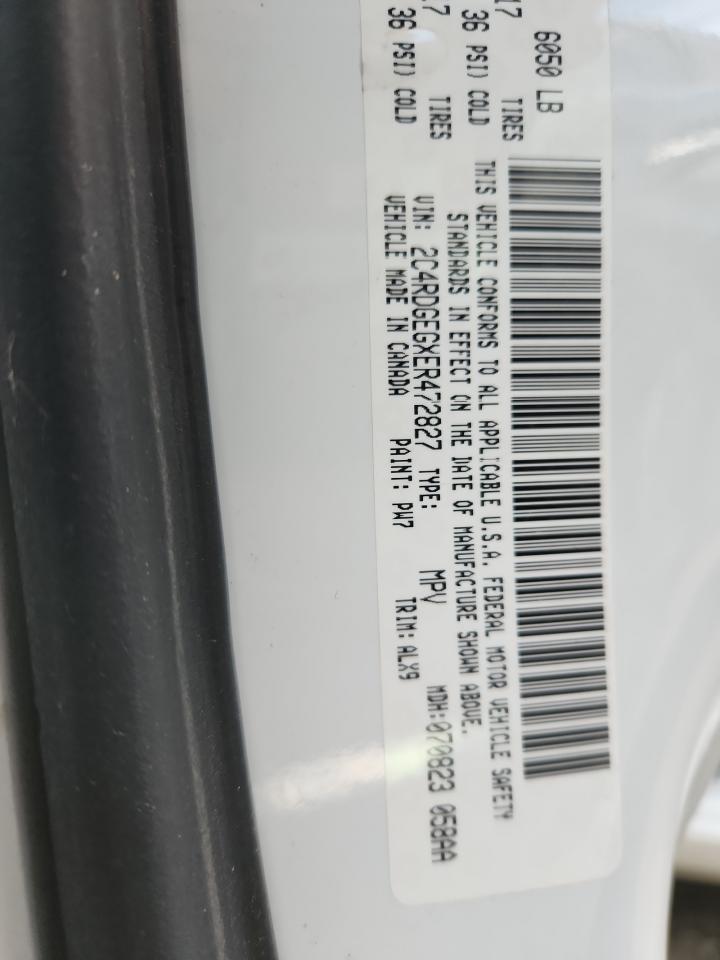 6050 LB
17 TIRES
36 PSI) COLD
.7 TIRES
36 PSI) COLD
THIS VEHICLE CONFORMS TO ALL APPLICABLE U.S.A. FEDERAL MOTOR VEHICLE SAFETY
STANDARDS IN EFFECT ON THE DATE OF MANUFACTURE SHOWN ABOVE.
VIN: 2C4RDGEGXER472827 TYPE: MPV MDH:070823 058AA
VEHICLE MADE IN CANADA PAINT: PW7 TRIM: ALX9